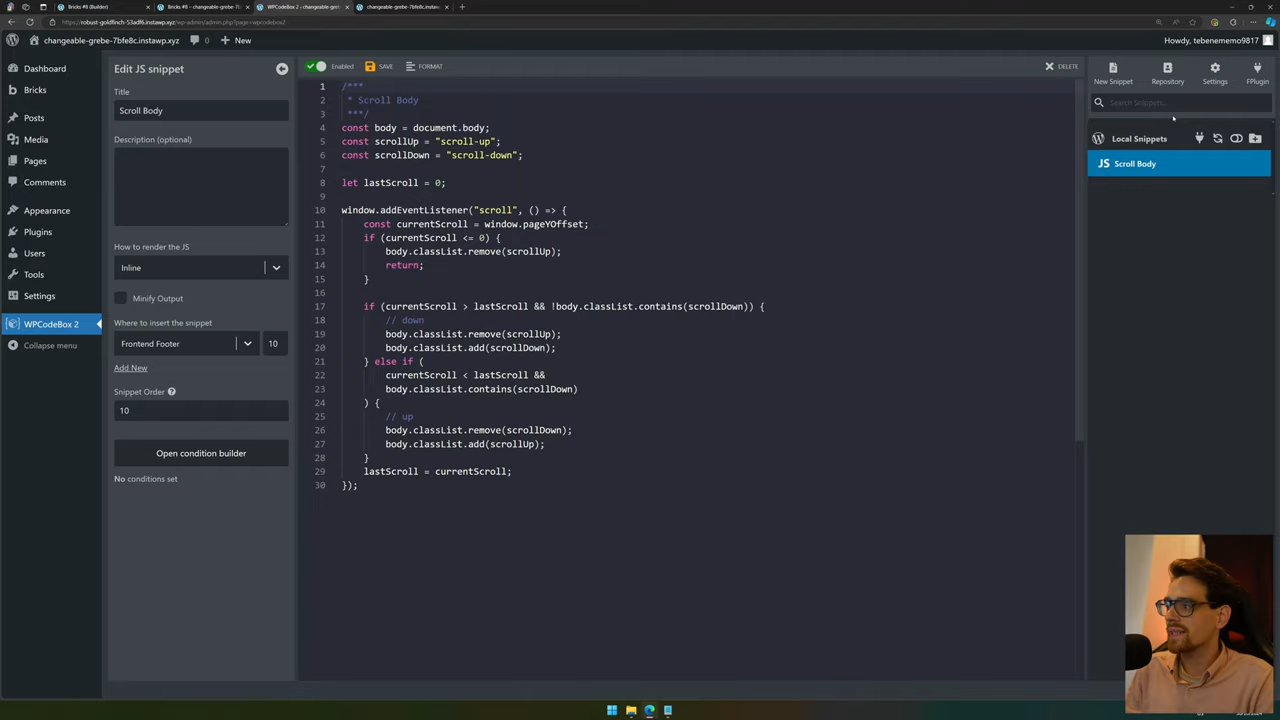 Bricks #8 (Builder)
Bricks #8 – changeable-grebe-7bfe
WPCodeBox 2 ‹ changeable-grebe
changeable-grebe-7bfe8c.instawp.
https://robust-goldfinch-53adf6.instawp.xyz/wp-admin/admin.php?page=wpcodebox2
changeable-grebe-7bfe8c.instawp.xyz
0
New
Howdy, tebenememo9817
Dashboard
Bricks
Posts
Media
Pages
Comments
Appearance
Plugins
Users
Tools
Settings
WPCodeBox 2
Collapse menu
Edit JS snippet
Title
Scroll Body
Description (optional)
How to render the JS
Inline
Minify Output
Where to insert the snippet
Frontend Footer
10
Add New
Snippet Order
10
Open condition builder
No conditions set
Enabled
SAVE
FORMAT
DELETE
1 /***
2 * Scroll Body
3 ***/
4 const body = document.body;
5 const scrollUp = "scroll-up";
6 const scrollDown = "scroll-down";
7
8 let lastScroll = 0;
9
10 window.addEventListener("scroll", () => {
11 const currentScroll = window.pageYOffset;
12 if (currentScroll <= 0) {
13 body.classList.remove(scrollUp);
14 return;
15 }
16
17 if (currentScroll > lastScroll && !body.classList.contains(scrollDown)) {
18 // down
19 body.classList.remove(scrollUp);
20 body.classList.add(scrollDown);
21 } else if (
22 currentScroll < lastScroll &&
23 body.classList.contains(scrollDown)
24 ) {
25 // up
26 body.classList.remove(scrollDown);
27 body.classList.add(scrollUp);
28 }
29 lastScroll = currentScroll;
30 });
New Snippet
Repository
Settings
FPlugin
Search Snippets...
Local Snippets
JS Scroll Body